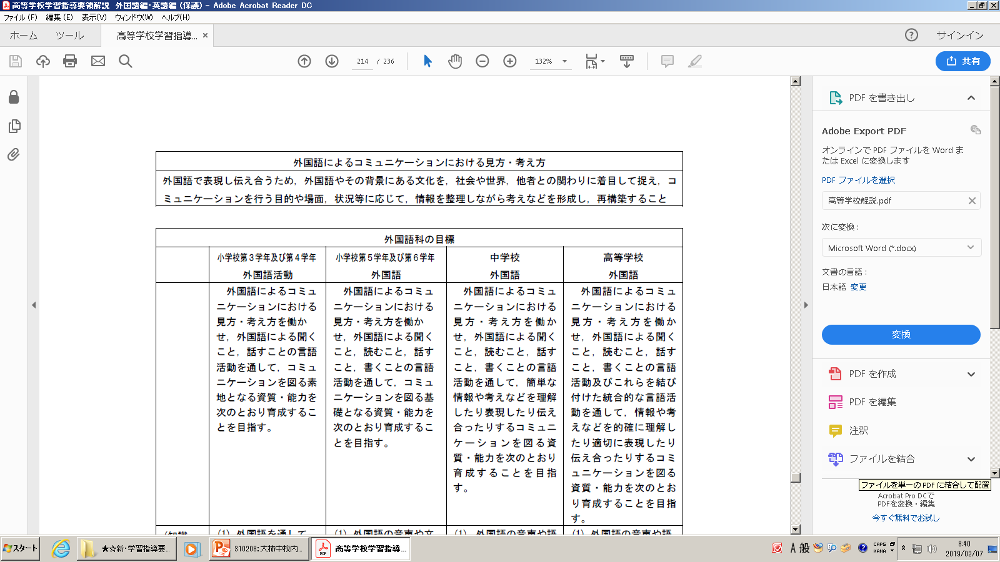 高等学校学習指導要領解説　外国語編・英語編 (保護) - Adobe Acrobat Reader DC
ファイル(F) 編集(E) 表示(V) ウィンドウ(W) ヘルプ(H)
ホーム ツール 高等学校学習指導... × サインイン
214 / 236 132% 共有
外国語によるコミュニケーションにおける見方・考え方
外国語で表現し伝え合うため，外国語やその背景にある文化を，社会や世界，他者との関わりに着目して捉え，コ
ミュニケーションを行う目的や場面，状況等に応じて，情報を整理しながら考えなどを形成し，再構築すること
外国語科の目標
小学校第３学年及び第４学年
外国語活動
小学校第５学年及び第６学年
外国語
中学校
外国語
高等学校
外国語
外国語によるコミュ
ニケーションにおける
見方・考え方を働か
せ，外国語による聞く
こと，話すことの言語
活動を通して，コミュ
ニケーションを図る素
地となる資質・能力を
次のとおり育成するこ
とを目指す。
外国語によるコミュ
ニケーションにおける
見方・考え方を働か
せ，外国語による聞く
こと，読むこと，話す
こと，書くことの言語
活動を通して，コミュ
ニケーションを図る基
礎となる資質・能力を
次のとおり育成するこ
とを目指す。
外国語によるコミュ
ニケーションにおける
見方・考え方を働か
せ，外国語による聞く
こと，読むこと，話す
こと，書くことの言語
活動を通して，簡単な
情報や考えなどを理解
したり表現したり伝え
合ったりするコミュニ
ケーションを図る資
質・能力を次のとおり
育成することを目指
す。
外国語によるコミュ
ニケーションにおける
見方・考え方を働か
せ，外国語による聞く
こと，読むこと，話す
こと，書くことの言語
活動及びこれらを結び
付けた統合的な言語活
動を通して，情報や考
えなどを的確に理解し
たり適切に表現したり
伝え合ったりするコミ
ュニケーションを図る
資質・能力を次のとお
り育成することを目指
す。
(知識
(1) 外国語を通して
(1) 外国語の音声や文
(1) 外国語の音声や語
(1) 外国語の音声や語
PDF を書き出し
Adobe Export PDF
オンラインで PDF ファイルを Word ま
たは Excel に変換します
PDF ファイルを選択
高等学校解説.pdf
次に変換 :
Microsoft Word (*.docx)
文書の言語 :
日本語 変更
変換
PDF を作成
PDF を編集
注釈
ファイルを結合
ファイルを単一の PDF に結合して配置
Acrobat Pro DCで
PDFを変換・編集
今すぐ無料でお試し
スタート ★☆新・学習指導要... 310208:大柿中校内... 高等学校学習指導...
A 般 CAPS KANA 8:40
2019/02/07